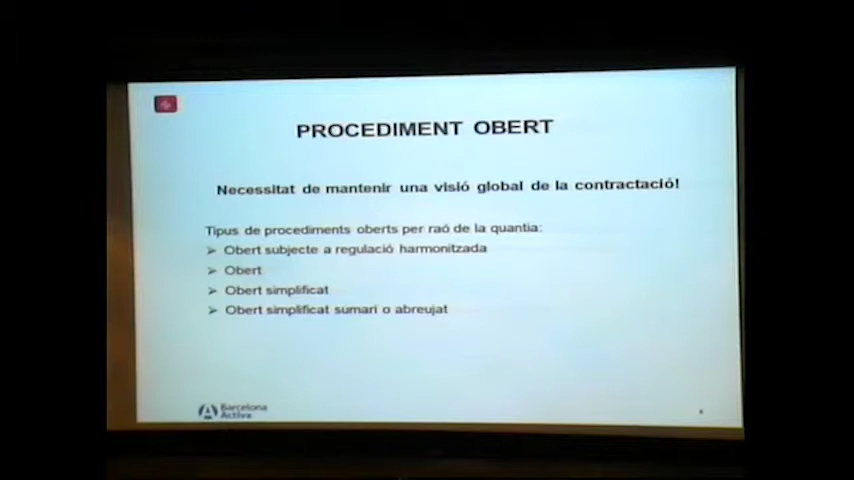 PROCEDIMENT OBERT
Necessitat de mantenir una visió global de la contractació!
Tipus de procediments oberts per raó de la quantia:
➢ Obert subjecte a regulació harmonitzada
➢ Obert
➢ Obert simplificat
➢ Obert simplificat sumari o abreujat
Barcelona
Activa